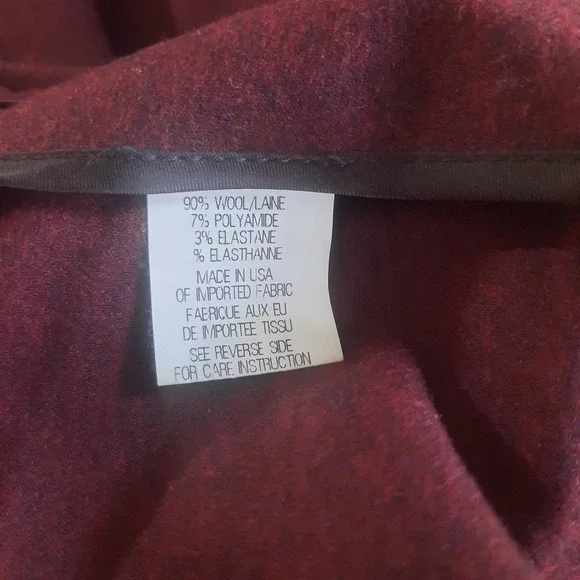 90% WOOL/LAINE
7% POLYAMIDE
3% ELASTANE
% ELASTHANNE
MADE IN USA
OF IMPORTED FABRIC
FAERIQUE AUX EU
DE IMPORTEE TISSU
SEE REVERSE SIDE
FOR CARE INSTRUCTION